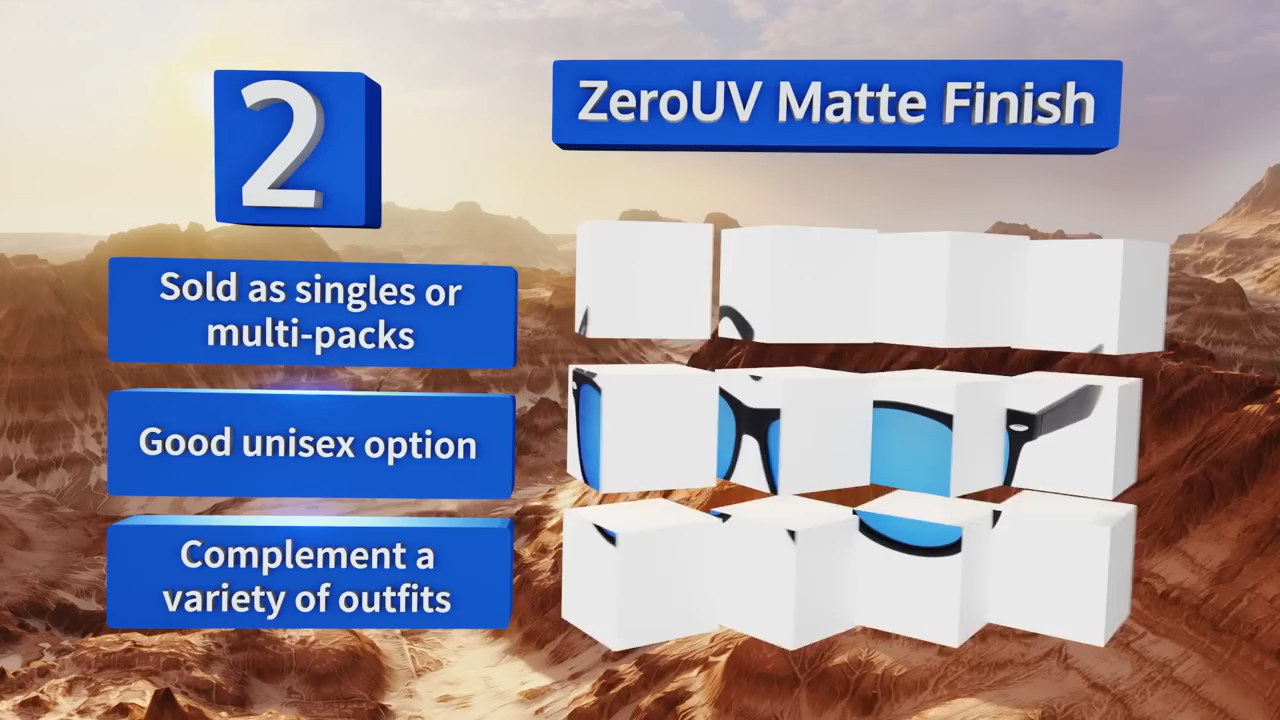 2
ZeroUV Matte Finish
Sold as singles or
multi-packs
Good unisex option
Complement a
variety of outfits